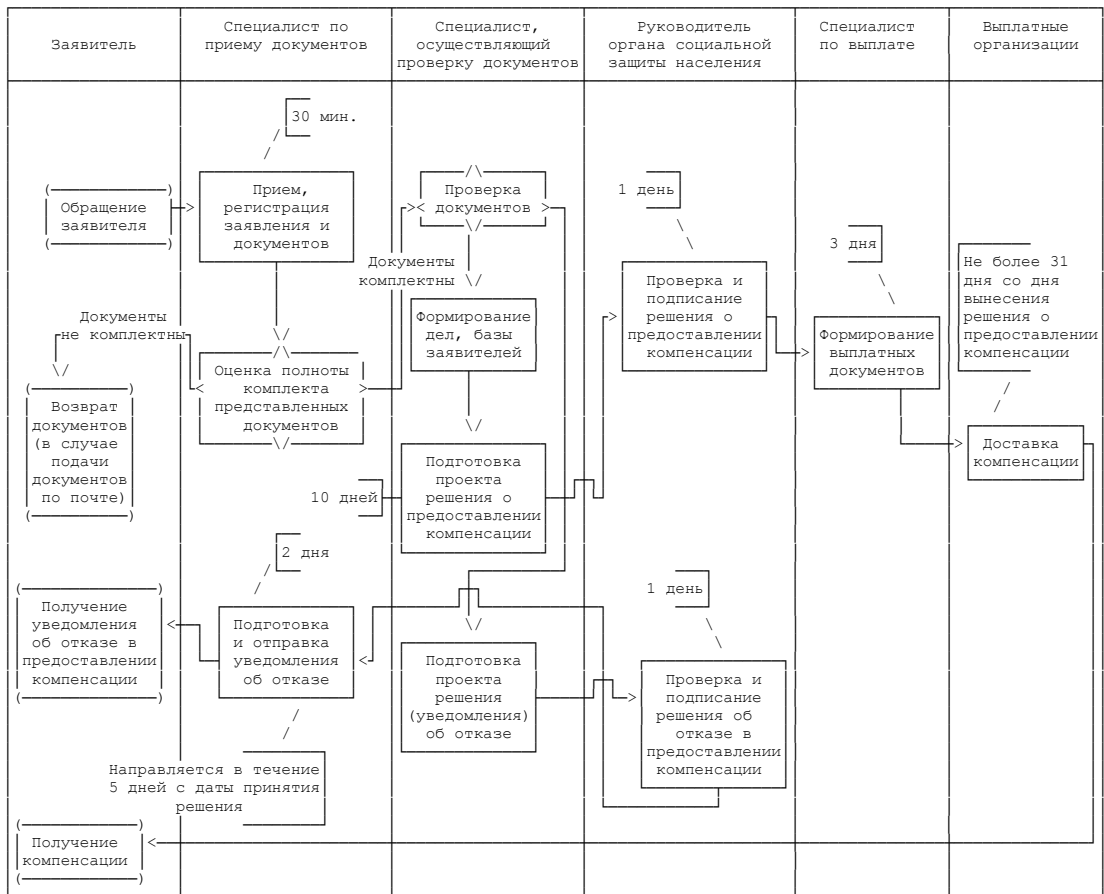 Заявитель
Специалист по
приему документов
Специалист,
осуществляющий
проверку документов
Руководитель
органа социальной
защиты населения
Специалист
по выплате
Выплатные
организации
30 мин.
Обращение
заявителя
Прием,
регистрация
заявления и
документов
Проверка
документов
1 день
3 дня
Не более 31
дня со дня
вынесения
решения о
предоставлении
компенсации
Документы
комплектны
Документы
не комплектны
Формирование
дел, базы
заявителей
Проверка и
подписание
решения о
предоставлении
компенсации
Формирование
выплатных
документов
Оценка полноты
комплекта
представленных
документов
Возврат
документов
(в случае
подачи
документов
по почте)
Доставка
компенсации
10 дней
Подготовка
проекта
решения о
предоставлении
компенсации
2 дня
1 день
Получение
уведомления
об отказе в
предоставлении
компенсации
Подготовка
и отправка
уведомления
об отказе
Подготовка
проекта
решения
(уведомления)
об отказе
Проверка и
подписание
решения об
отказе в
предоставлении
компенсации
Направляется в течение
5 дней с даты принятия
решения
Получение
компенсации